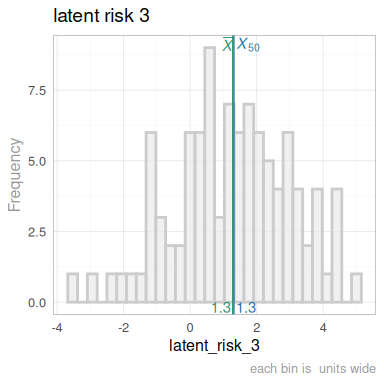 latent risk 3
X̅ X₅₀
7.5
5.0
2.5
0.0
Frequency
1.3 1.3
-4 -2 0 2 4
latent_risk_3
each bin is  units wide